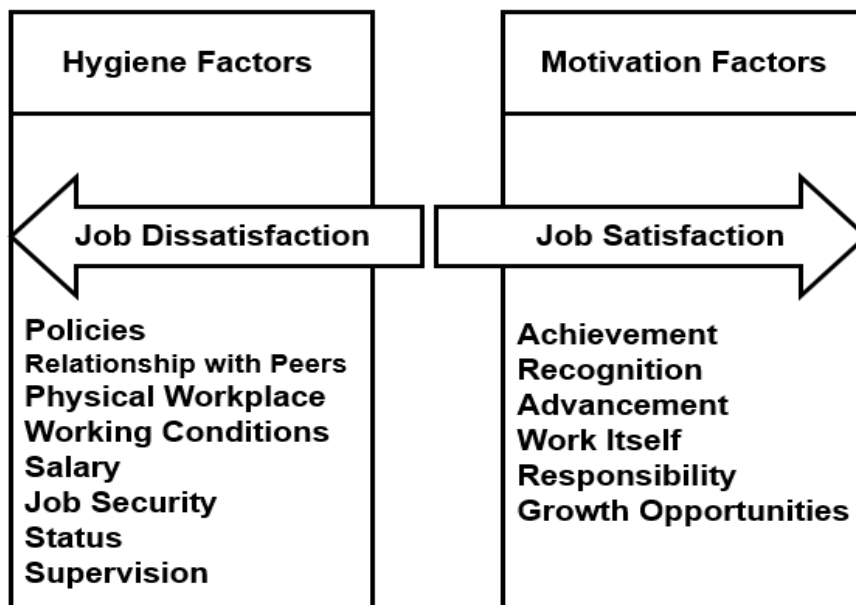 Hygiene Factors
Job Dissatisfaction
Policies
Relationship with Peers
Physical Workplace
Working Conditions
Salary
Job Security
Status
Supervision
Motivation Factors
Job Satisfaction
Achievement
Recognition
Advancement
Work Itself
Responsibility
Growth Opportunities